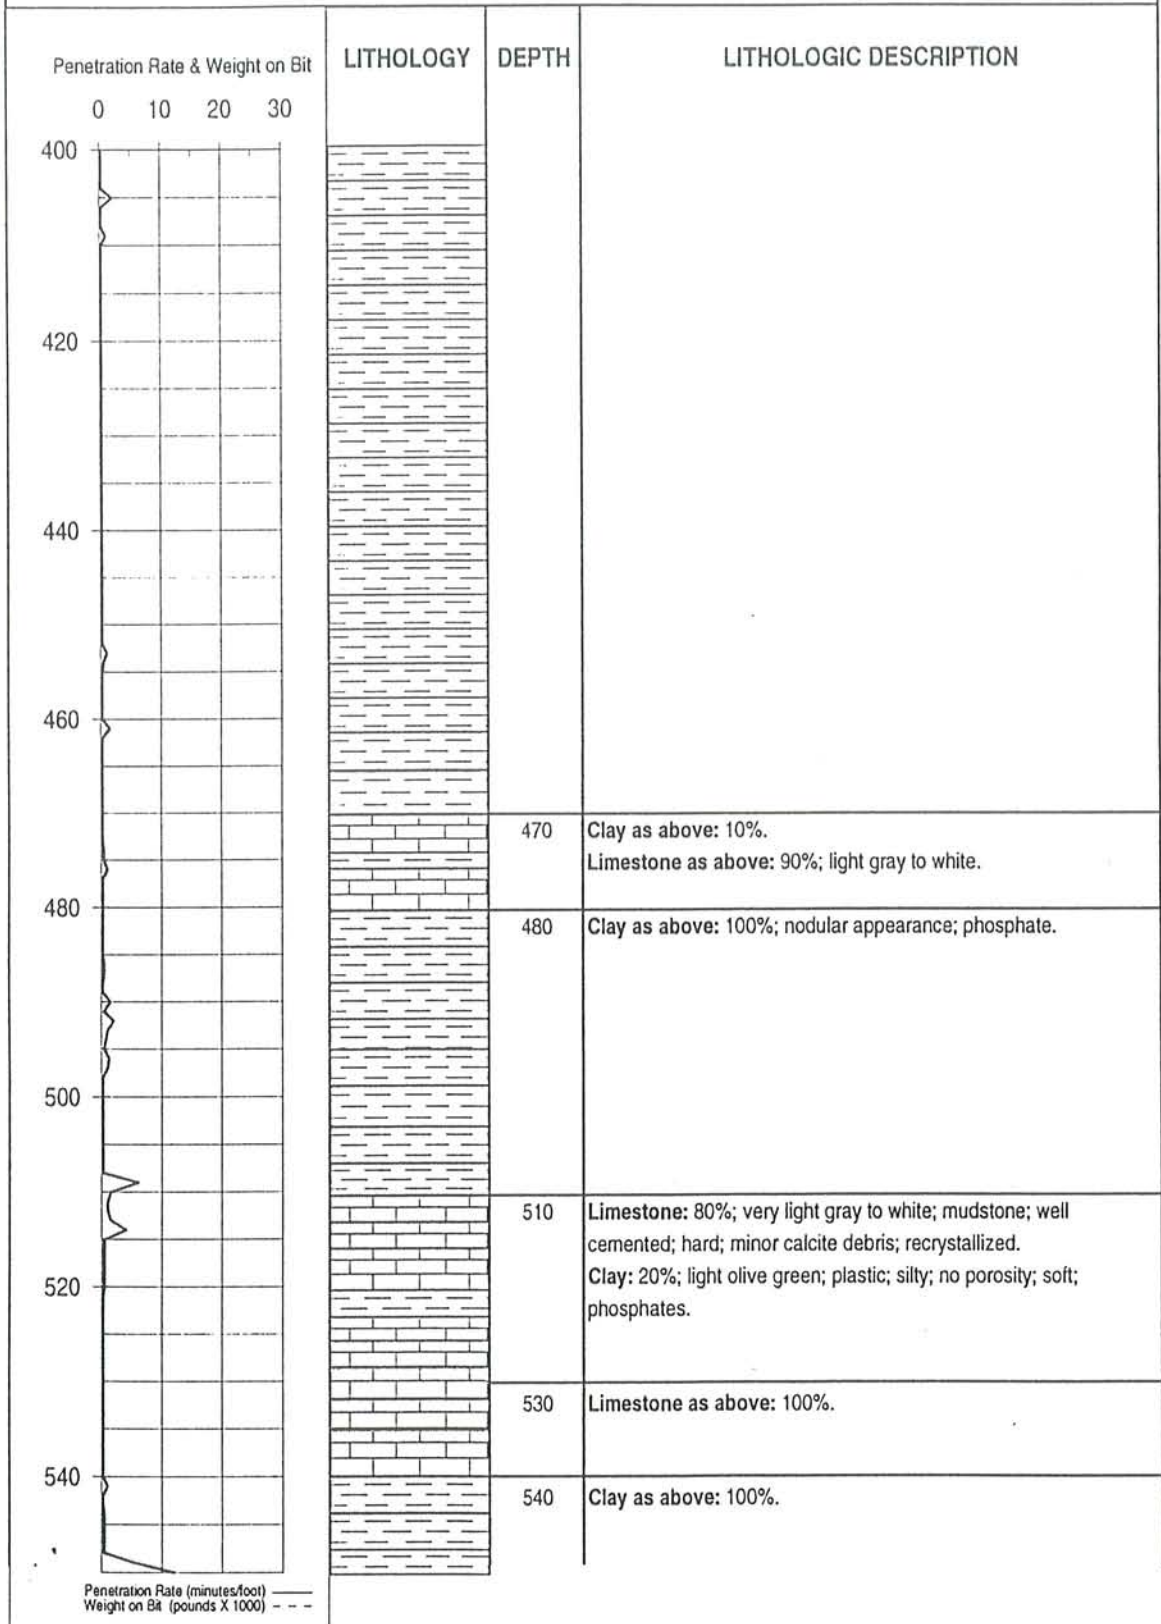 Penetration Rate & Weight on Bit
LITHOLOGY
DEPTH
LITHOLOGIC DESCRIPTION
0 10 20 30
400
420
440
460
470
Clay as above: 10%.
Limestone as above: 90%; light gray to white.
480
480
Clay as above: 100%; nodular appearance; phosphate.
500
510
Limestone: 80%; very light gray to white; mudstone; well
cemented; hard; minor calcite debris; recrystallized.
Clay: 20%; light olive green; plastic; silty; no porosity; soft;
phosphates.
520
530
Limestone as above: 100%.
540
540
Clay as above: 100%.
Penetration Rate (minutes/foot)
Weight on Bit (pounds X 1000)